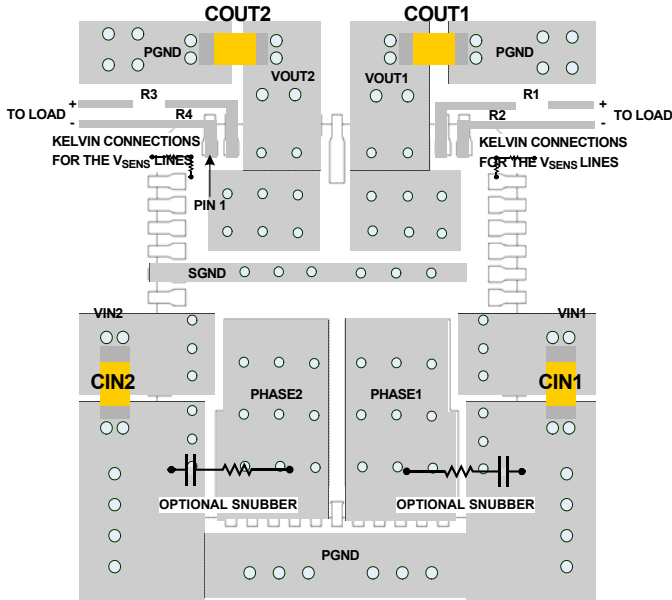 COUT2
COUT1
PGND
PGND
VOUT2
VOUT1
R3
R1
+
+
TO LOAD
R4
R2
TO LOAD
-
-
KELVIN CONNECTIONS
FOR THE VSENS LINES
KELVIN CONNECTIONS
FOR THE VSENS LINES
PIN 1
SGND
VIN2
VIN1
CIN2
CIN1
PHASE2
PHASE1
OPTIONAL SNUBBER
OPTIONAL SNUBBER
PGND